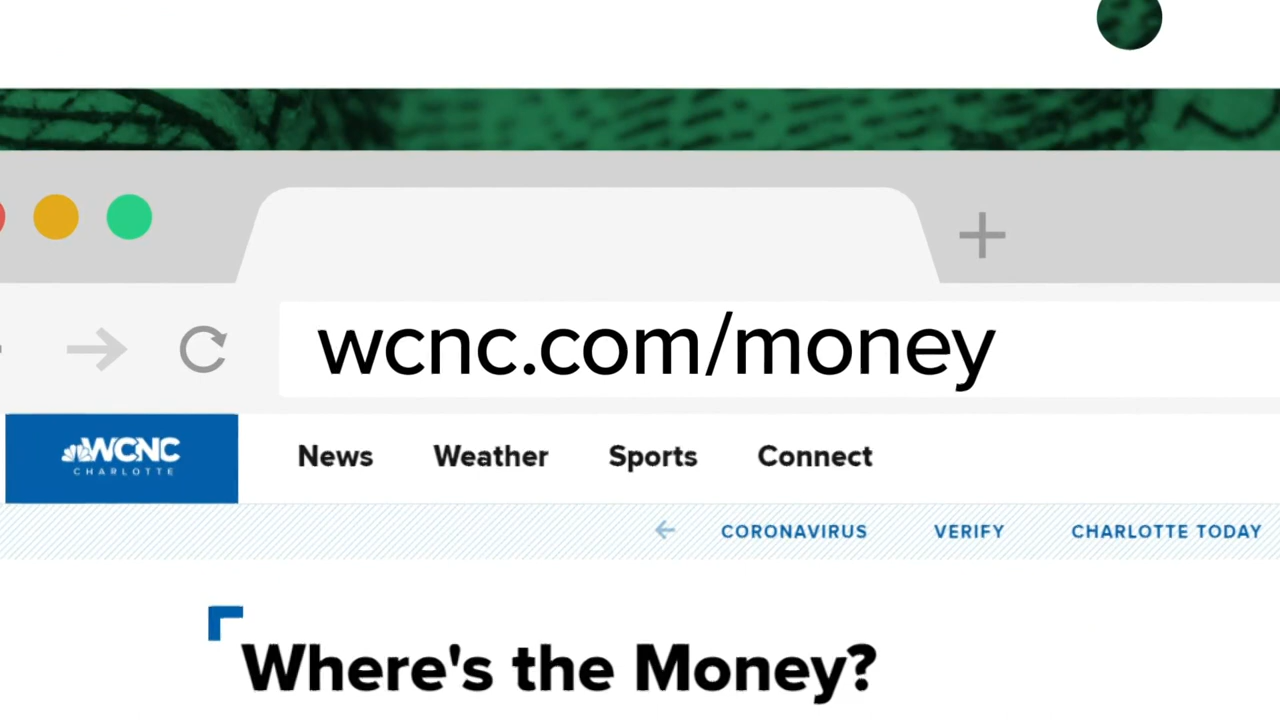 wcnc.com/money
WCNC
CHARLOTTE
News Weather Sports Connect
CORONAVIRUS VERIFY CHARLOTTE TODAY
Where's the Money?